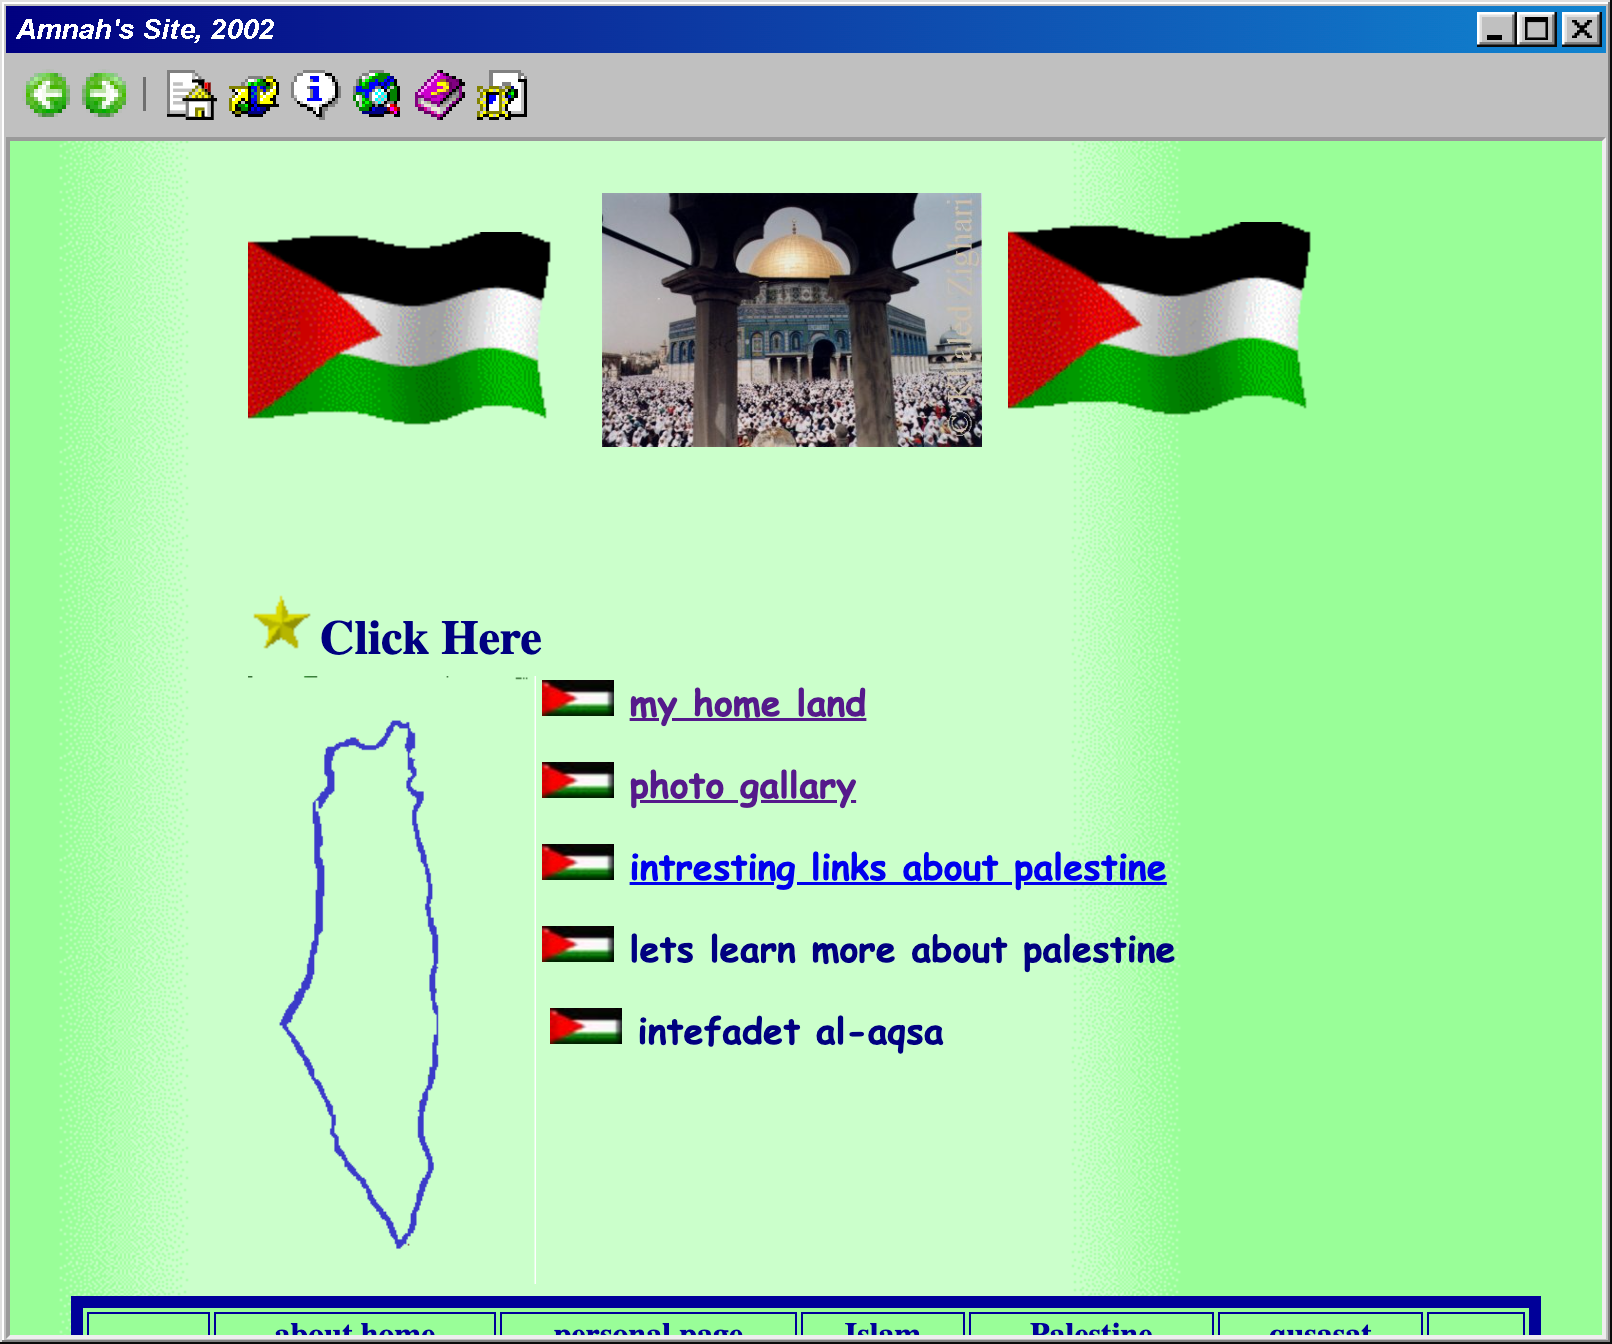 Amnah's Site, 2002
Zighari
©
Click Here
my home land
photo gallary
intresting links about palestine
lets learn more about palestine
intefadet al-aqsa
about home personal page Islam Palestine qusasat